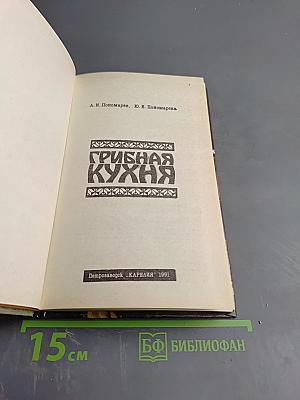 А. И. Пономарев, Ю. Я. Пономарева
ГРИБНАЯ
КУХНЯ
Петрозаводск „КАРЕЛИЯ" 1991
15 см
БФ БИБЛИОФАН